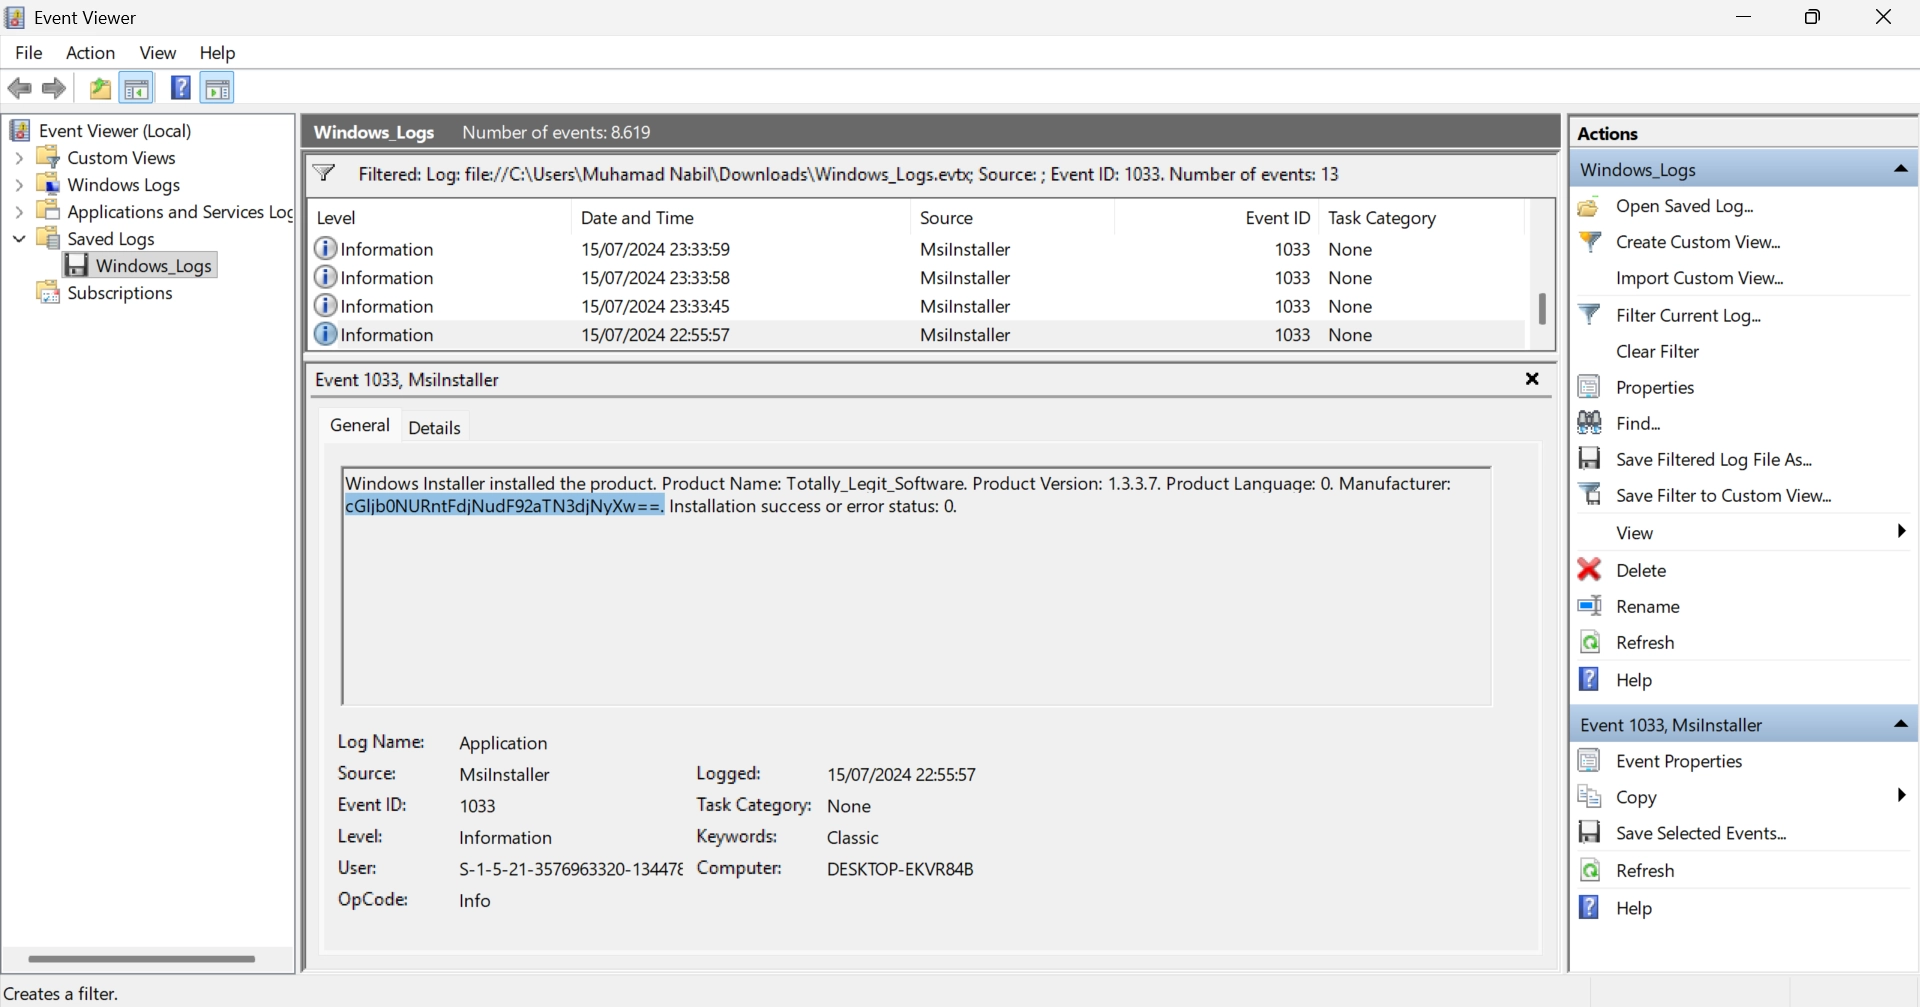 Event Viewer
File Action View Help
Event Viewer (Local)
Custom Views
Windows Logs
Applications and Services Log
Saved Logs
Windows_Logs
Subscriptions
Windows_Logs Number of events: 8.619
Filtered: Log: file://C:\Users\Muhamad Nabil\Downloads\Windows_Logs.evtx; Source: ; Event ID: 1033. Number of events: 13
Level Date and Time Source Event ID Task Category
Information 15/07/2024 23:33:59 MsiInstaller 1033 None
Information 15/07/2024 23:33:58 MsiInstaller 1033 None
Information 15/07/2024 23:33:45 MsiInstaller 1033 None
Information 15/07/2024 22:55:57 MsiInstaller 1033 None
Event 1033, MsiInstaller
General Details
Windows Installer installed the product. Product Name: Totally_Legit_Software. Product Version: 1.3.3.7. Product Language: 0. Manufacturer:
cGljb0NURntFdjNudF92aTN3djNyXw==. Installation success or error status: 0.
Log Name: Application
Source: MsiInstaller Logged: 15/07/2024 22:55:57
Event ID: 1033 Task Category: None
Level: Information Keywords: Classic
User: S-1-5-21-3576963320-134478 Computer: DESKTOP-EKVR84B
OpCode: Info
Actions
Windows_Logs
Open Saved Log...
Create Custom View...
Import Custom View...
Filter Current Log...
Clear Filter
Properties
Find...
Save Filtered Log File As...
Save Filter to Custom View...
View
Delete
Rename
Refresh
Help
Event 1033, MsiInstaller
Event Properties
Copy
Save Selected Events...
Refresh
Help
Creates a filter.